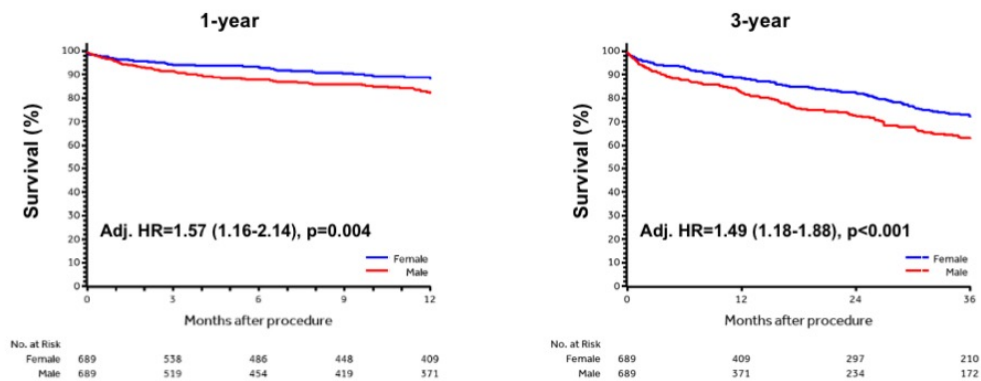 1-year
Survival (%)
100
90
80
70
60
50
40
30
20
10
0
Adj. HR=1.57 (1.16-2.14), p=0.004
Female
Male
0 3 6 9 12
Months after procedure
No. at Risk
Female 689 538 486 448 409
Male 689 519 454 419 371
3-year
Survival (%)
100
90
80
70
60
50
40
30
20
10
0
Adj. HR=1.49 (1.18-1.88), p<0.001
Female
Male
0 12 24 36
Months after procedure
No. at Risk
Female 689 409 297 210
Male 689 371 234 172